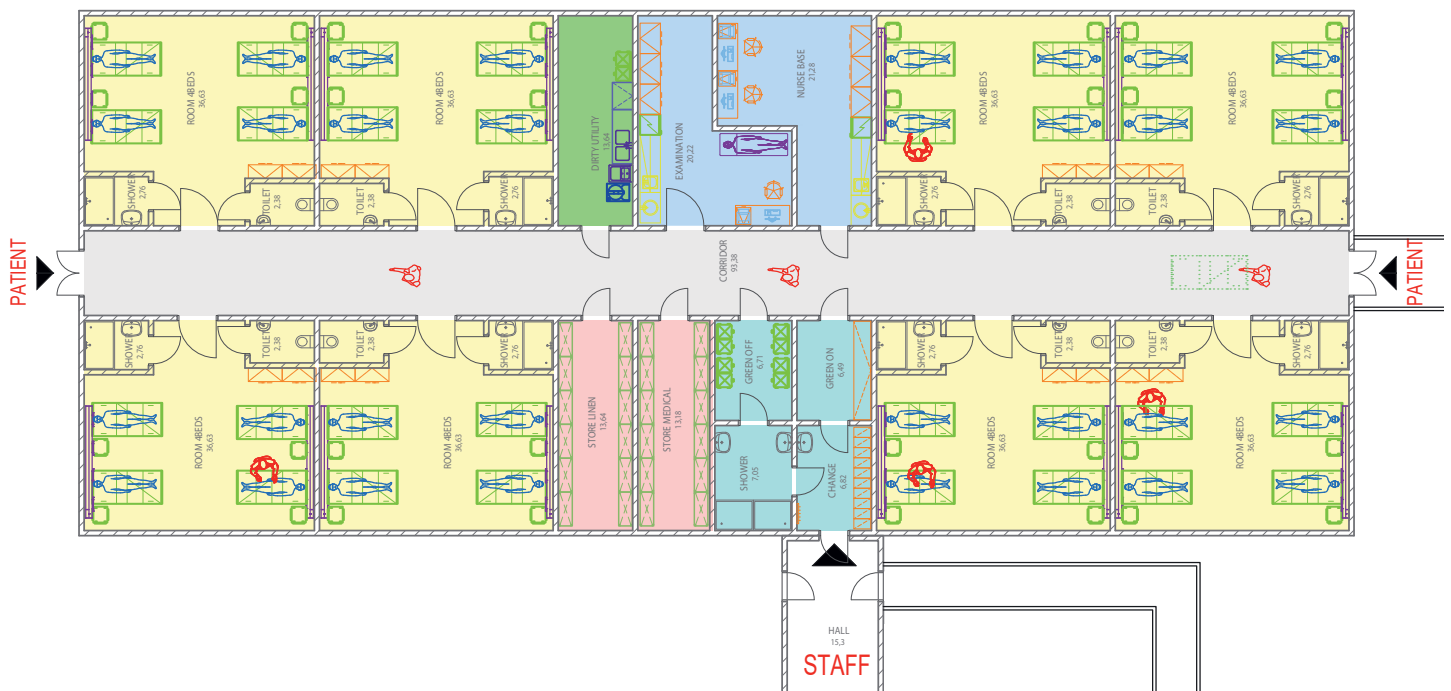 ROOM 4BEDS
36,63
ROOM 4BEDS
36,63
DIRTY UTILITY
13,64
EXAMINATION
20,22
NURSE BASE
21,28
ROOM 4BEDS
36,63
ROOM 4BEDS
36,63
SHOWER
2,76
TOILET
2,38
TOILET
2,38
SHOWER
2,76
SHOWER
2,76
TOILET
2,38
TOILET
2,38
SHOWER
2,76
PATIENT
CORRIDOR
93,38
PATIENT
SHOWER
2,76
TOILET
2,38
TOILET
2,38
SHOWER
2,76
GREEN OFF
6,71
GREEN ON
6,49
SHOWER
2,76
TOILET
2,38
TOILET
2,38
SHOWER
2,76
ROOM 4BEDS
36,63
ROOM 4BEDS
36,63
STORE LINEN
13,64
STORE MEDICAL
13,18
SHOWER
7,05
CHANGE
6,82
ROOM 4BEDS
36,63
ROOM 4BEDS
36,63
HALL
15,3
STAFF